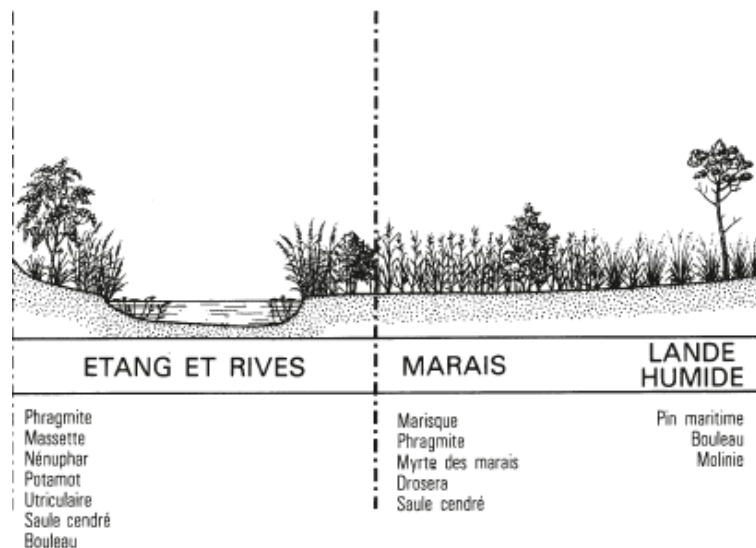 ETANG ET RIVES
MARAIS
LANDE
HUMIDE
Phragmite
Massette
Nénuphar
Potamot
Utriculaire
Saule cendré
Bouleau
Marisque
Phragmite
Myrte des marais
Drosera
Saule cendré
Pin maritime
Bouleau
Molinie